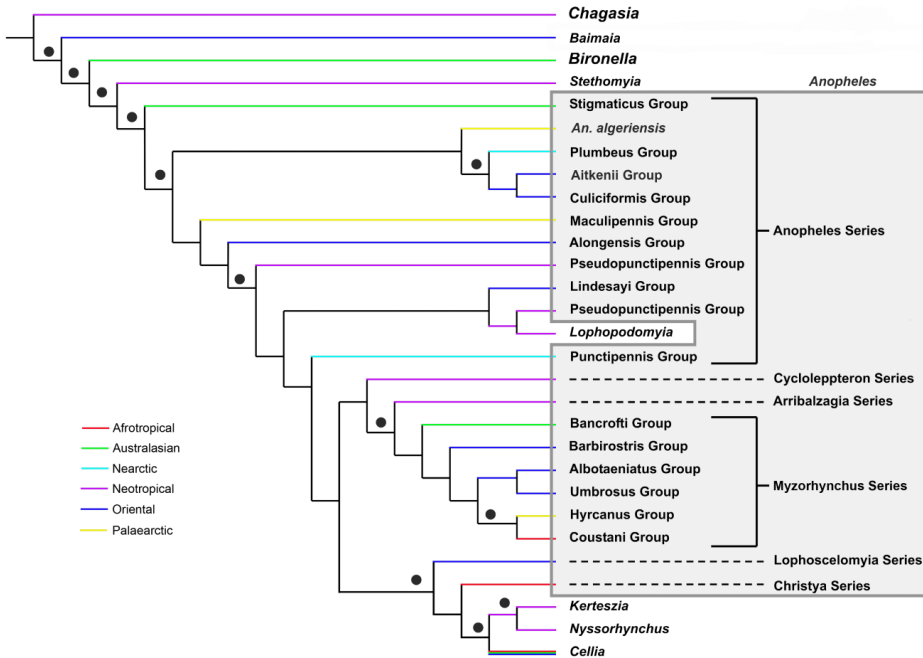 Chagasia
Baimaia
Bironella
Stethomyia Anopheles
Stigmaticus Group
An. algeriensis
Plumbeus Group
Aitkenii Group
Culiciformis Group
Maculipennis Group
Anopheles Series
Alongensis Group
Pseudopunctipennis Group
Lindesayi Group
Pseudopunctipennis Group
Lophopodomyia
Punctipennis Group
Cycloleppteron Series
Arribalzagia Series
Bancrofti Group
Barbirostris Group
Albotaeniatus Group
Myzorhynchus Series
Umbrosus Group
Hyrcanus Group
Coustani Group
Lophoscelomyia Series
Christya Series
Kerteszia
Nyssorhynchus
Cellia
Afrotropical
Australasian
Nearctic
Neotropical
Oriental
Palaearctic